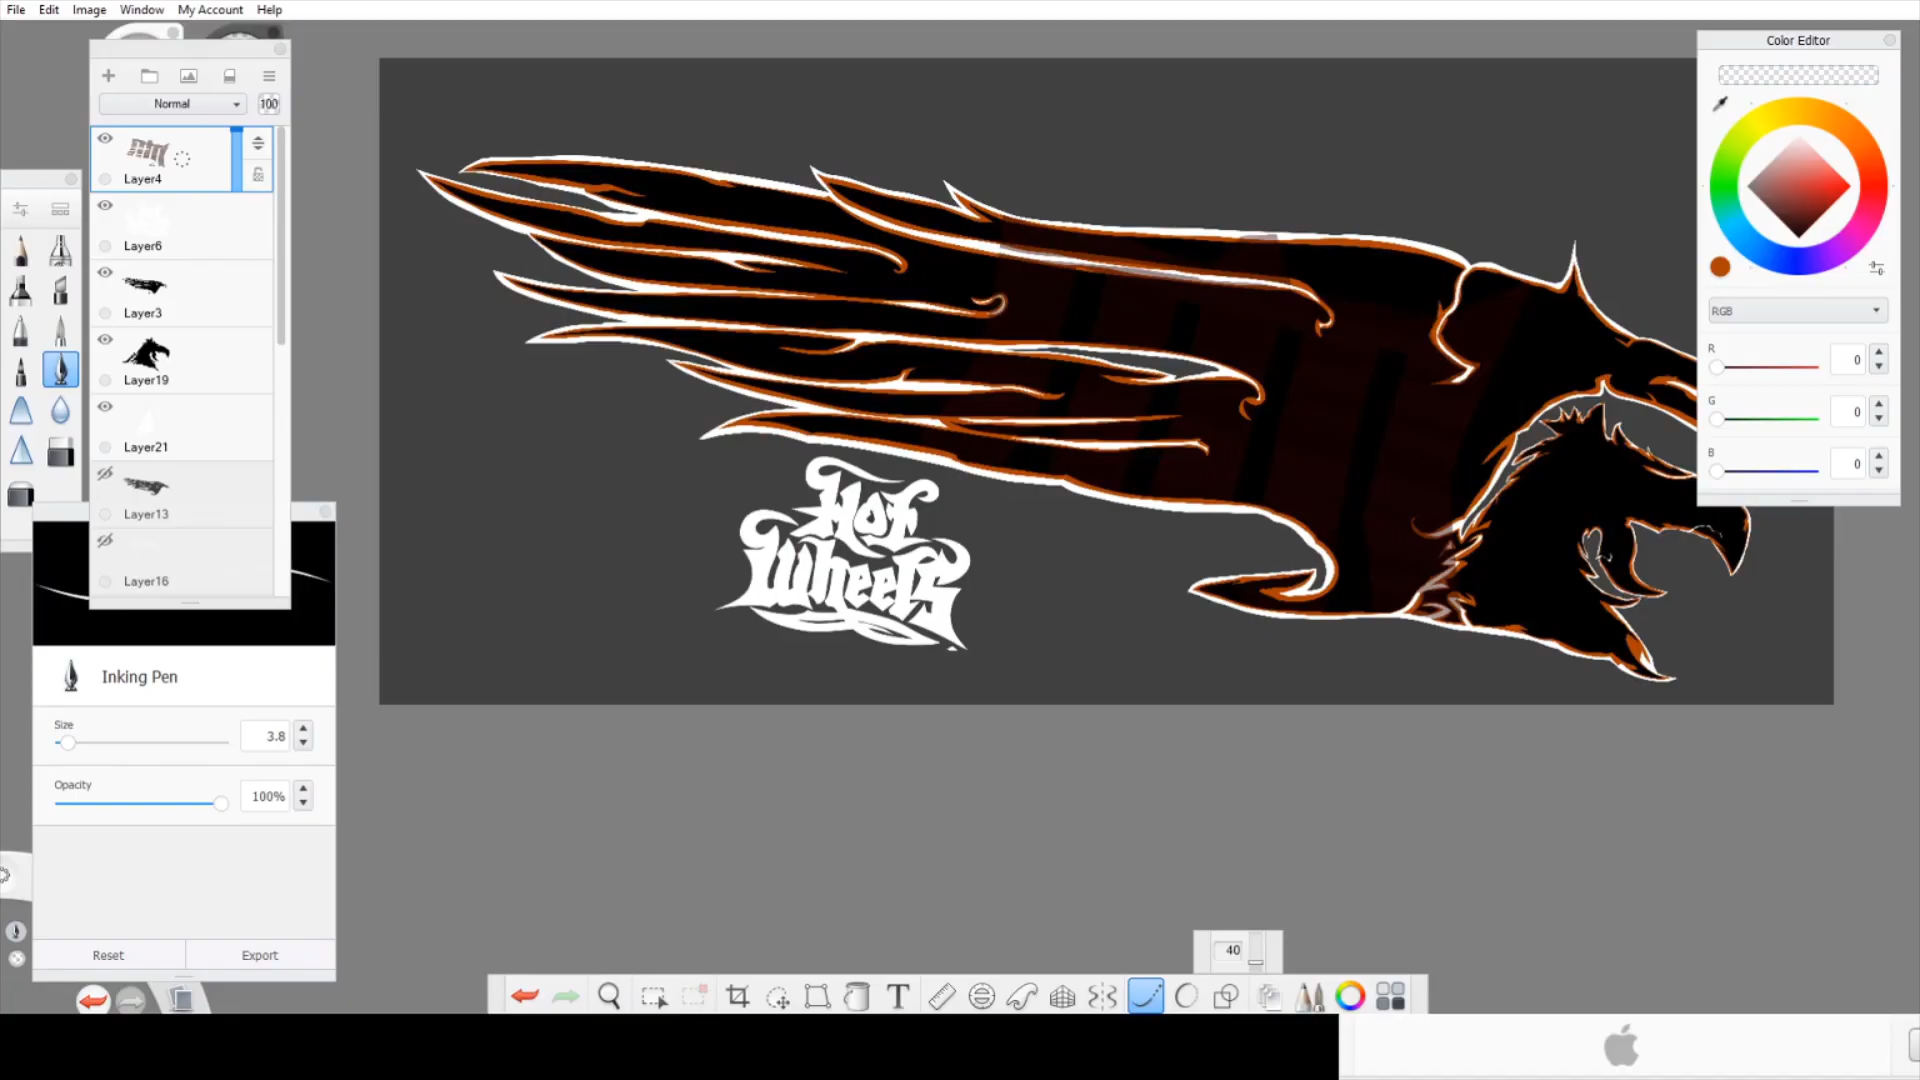 File Edit Image Window My Account Help
Color Editor
Normal 100
Layer4
Layer6
Layer3
Layer19
Layer21
Layer13
Layer16
RGB
R 0
G 0
B 0
Hot
Wheels
Inking Pen
Size
3.8
Opacity
100%
Reset Export
40
T